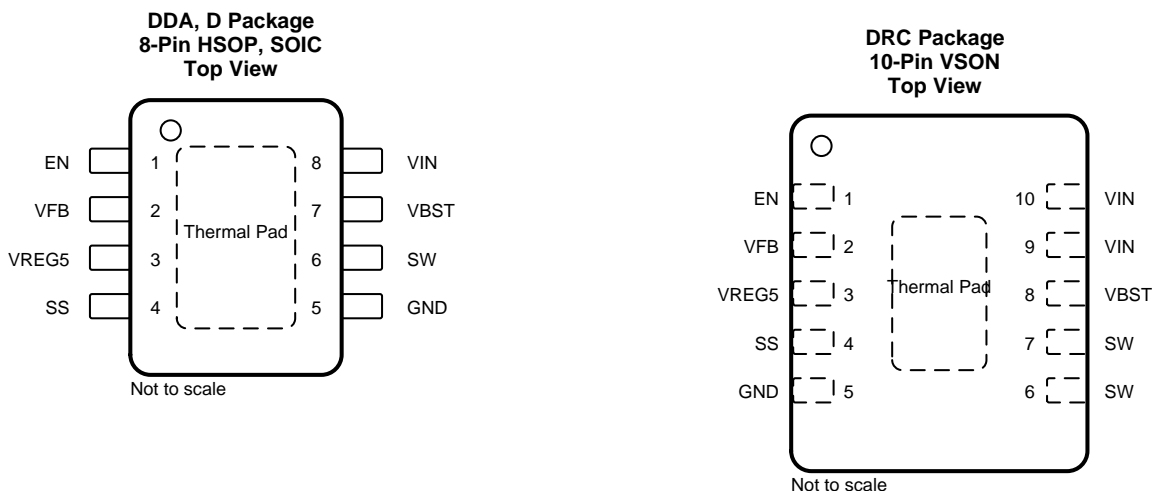 DDA, D Package
8-Pin HSOP, SOIC
Top View
EN 1 8 VIN
VFB 2 7 VBST
Thermal Pad
VREG5 3 6 SW
SS 4 5 GND
Not to scale
DRC Package
10-Pin VSON
Top View
EN 1 10 VIN
VFB 2 9 VIN
VREG5 3 Thermal Pad 8 VBST
SS 4 7 SW
GND 5 6 SW
Not to scale